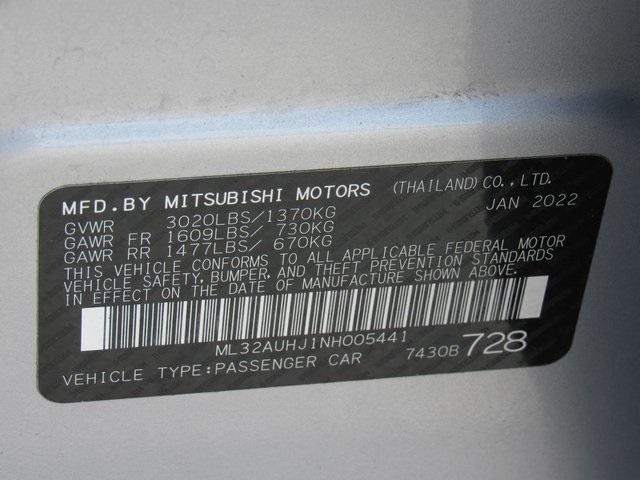 MFD.BY MITSUBISHI MOTORS (THAILAND) CO., LTD.
GVWR 3020LBS/1370KG JAN 2022
GAWR FR 1609LBS/ 730KG
GAWR RR 1477LBS/ 670KG
THIS VEHICLE CONFORMS TO ALL APPLICABLE FEDERAL MOTOR
VEHICLE SAFETY, BUMPER, AND THEFT PREVENTION STANDARDS
IN EFFECT ON THE DATE OF MANUFACTURE SHOWN ABOVE.
ML32AUHJ1NH005441
VEHICLE TYPE:PASSENGER CAR 7430B 728